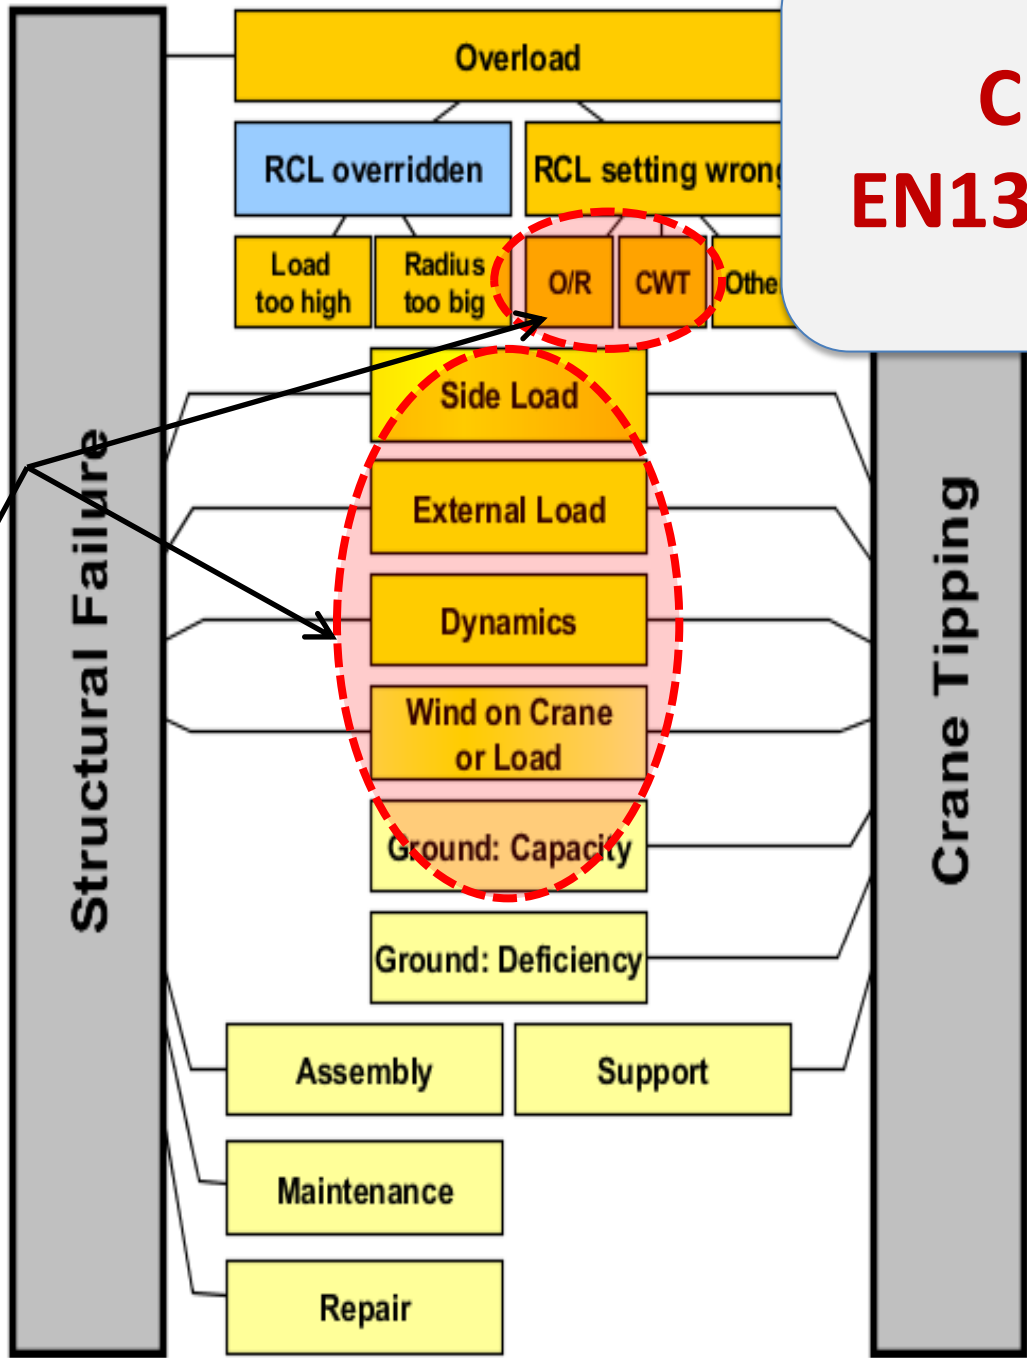 Overload
C
EN13
RCL overridden
RCL setting wrong
Load
too high
Radius
too big
O/R
CWT
Othe
Side Load
External Load
Dynamics
Wind on Crane
or Load
Ground: Capacity
Ground: Deficiency
Assembly
Support
Maintenance
Repair
Structural Failure
Crane Tipping